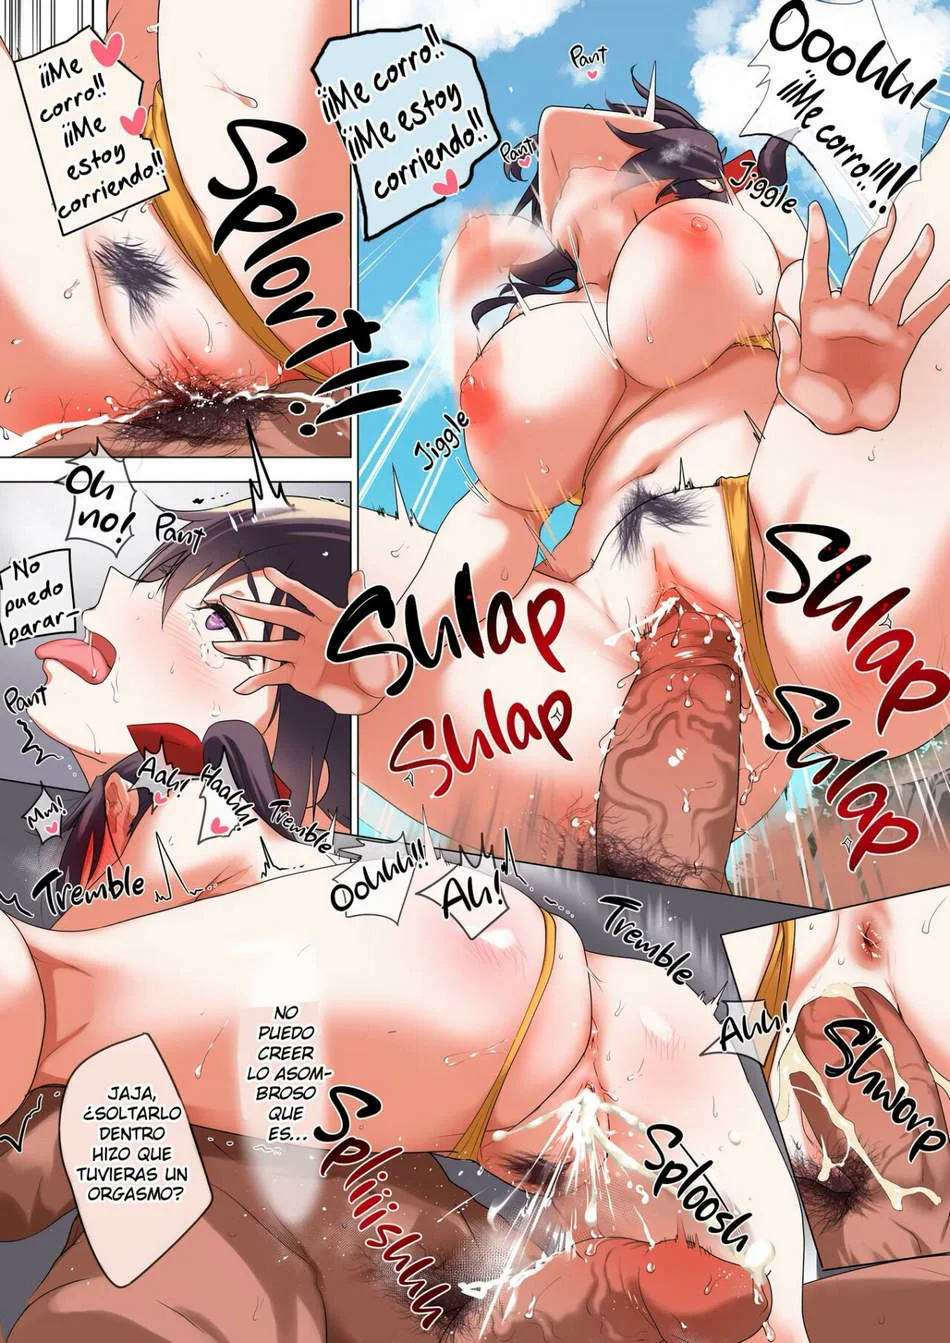 ¡¡Me
corro!!
¡¡Me
estoy
corriendo!!
Splort!!
¡¡Me corro!!
¡¡Me estoy
corriendo!!
Pant
Pant
Ooohh!
¡¡Me corro..!!!!
Jiggle
Jiggle
Oh
no!
Pant
No
puedo
parar-
Pant
Shlap
Shlap
Shlap
Shlap
Mm!
Aah!
Haahh!
Tremble
Tremble
Oohhh!!
Ah!
Tremble
Ahh!
Shworp
NO
PUEDO
CREER
LO ASOM-
BROSO
QUE
ES...
JAJA,
¿SOLTARLO
DENTRO
HIZO QUE
TUVIERAS UN
ORGASMO?
Spliiiishhh
Sploosh